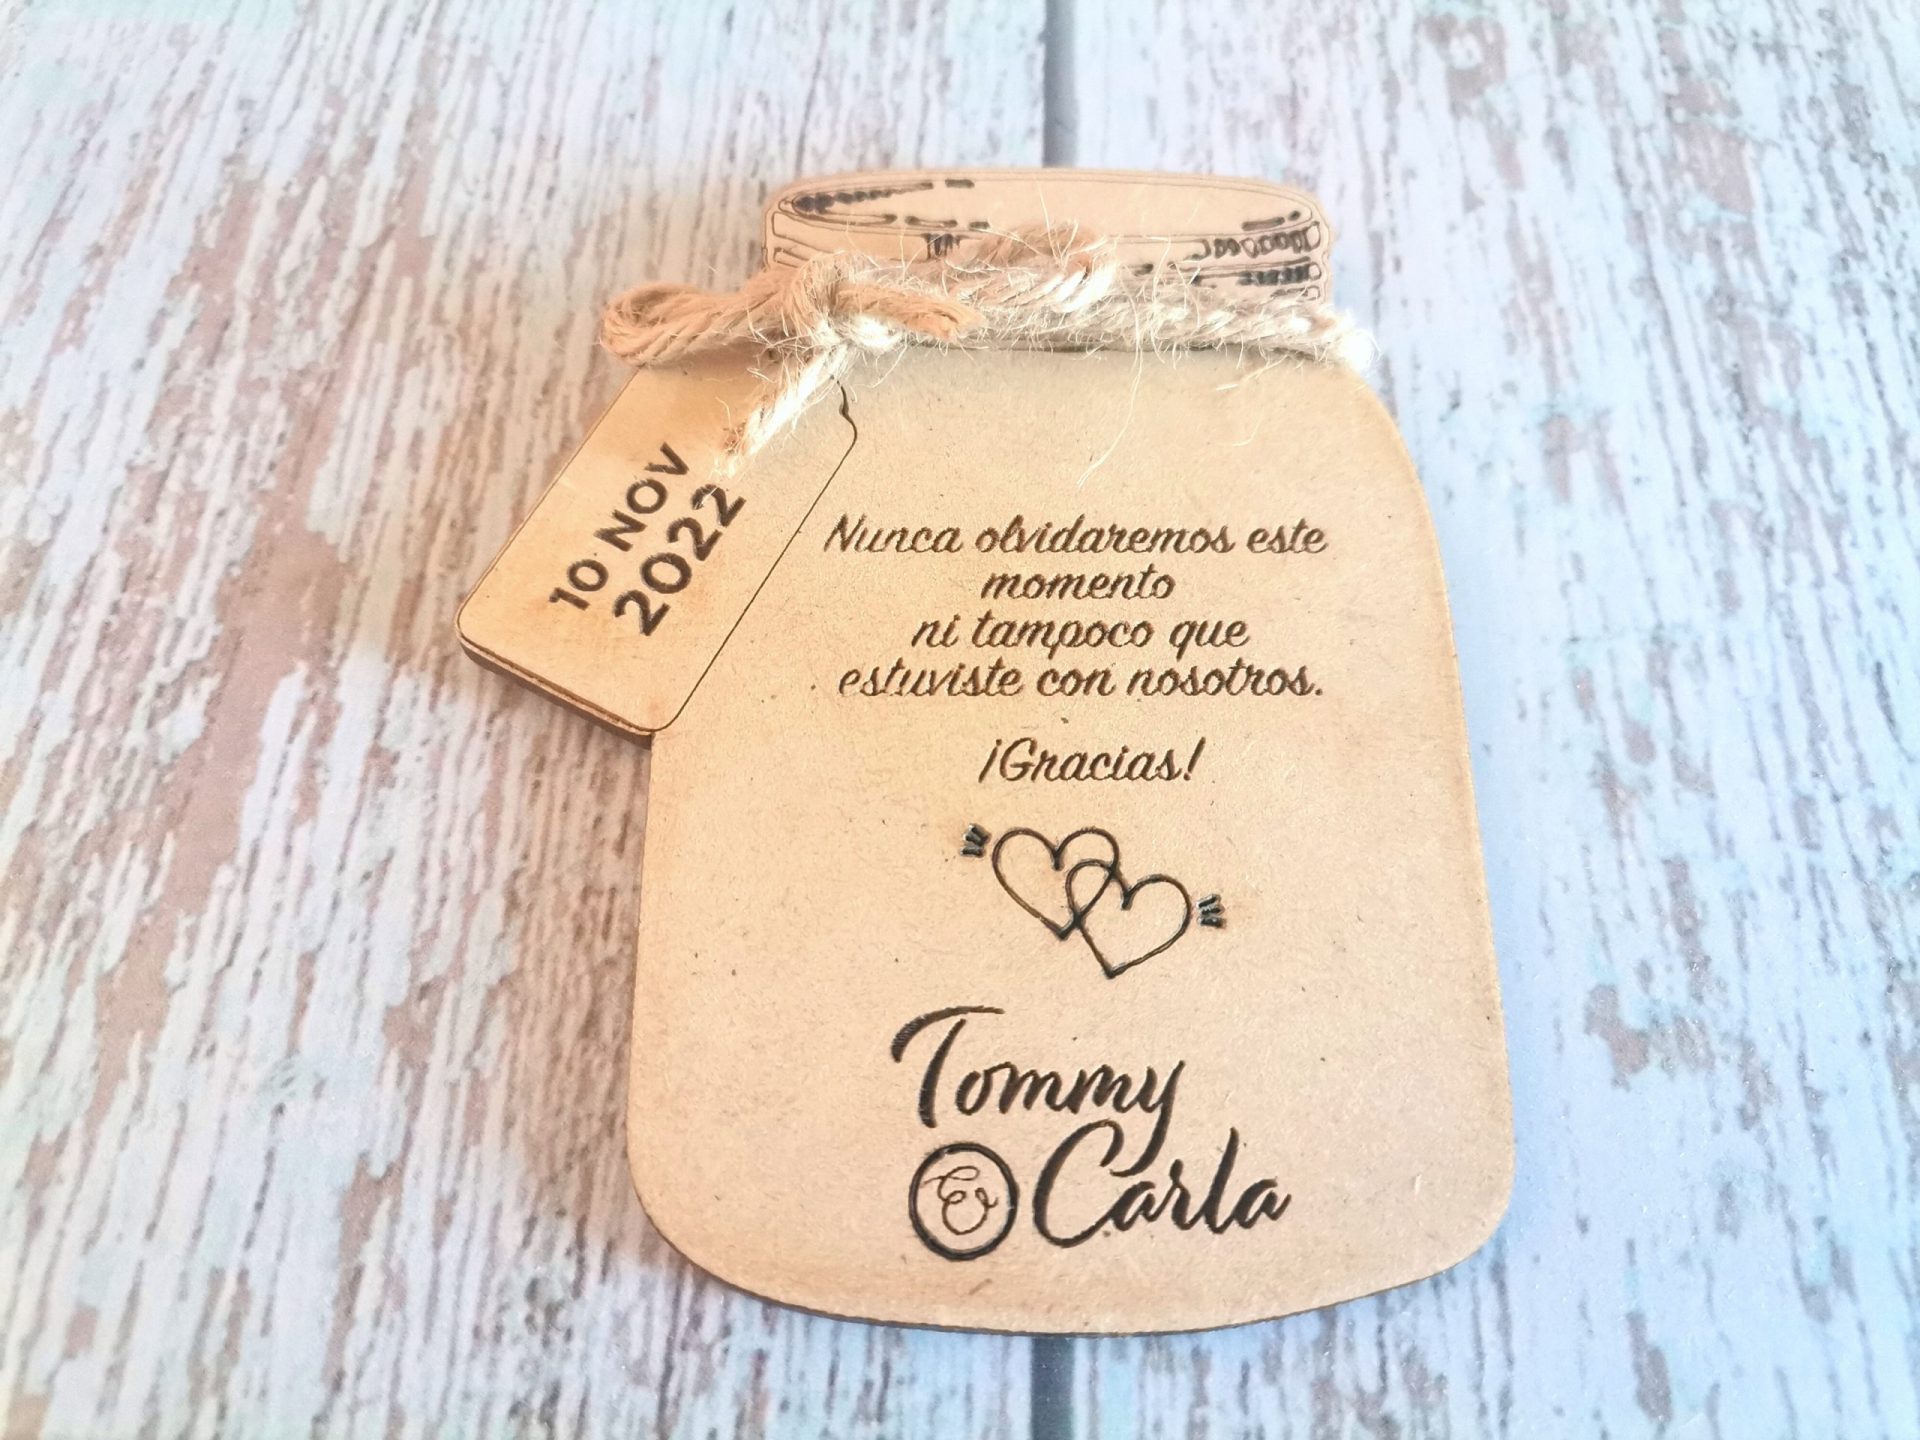 10 NOV
2022
Nunca olvidaremos este
momento
ni tampoco que
estuviste con nosotros.
¡Gracias!
Tommy
& Carla